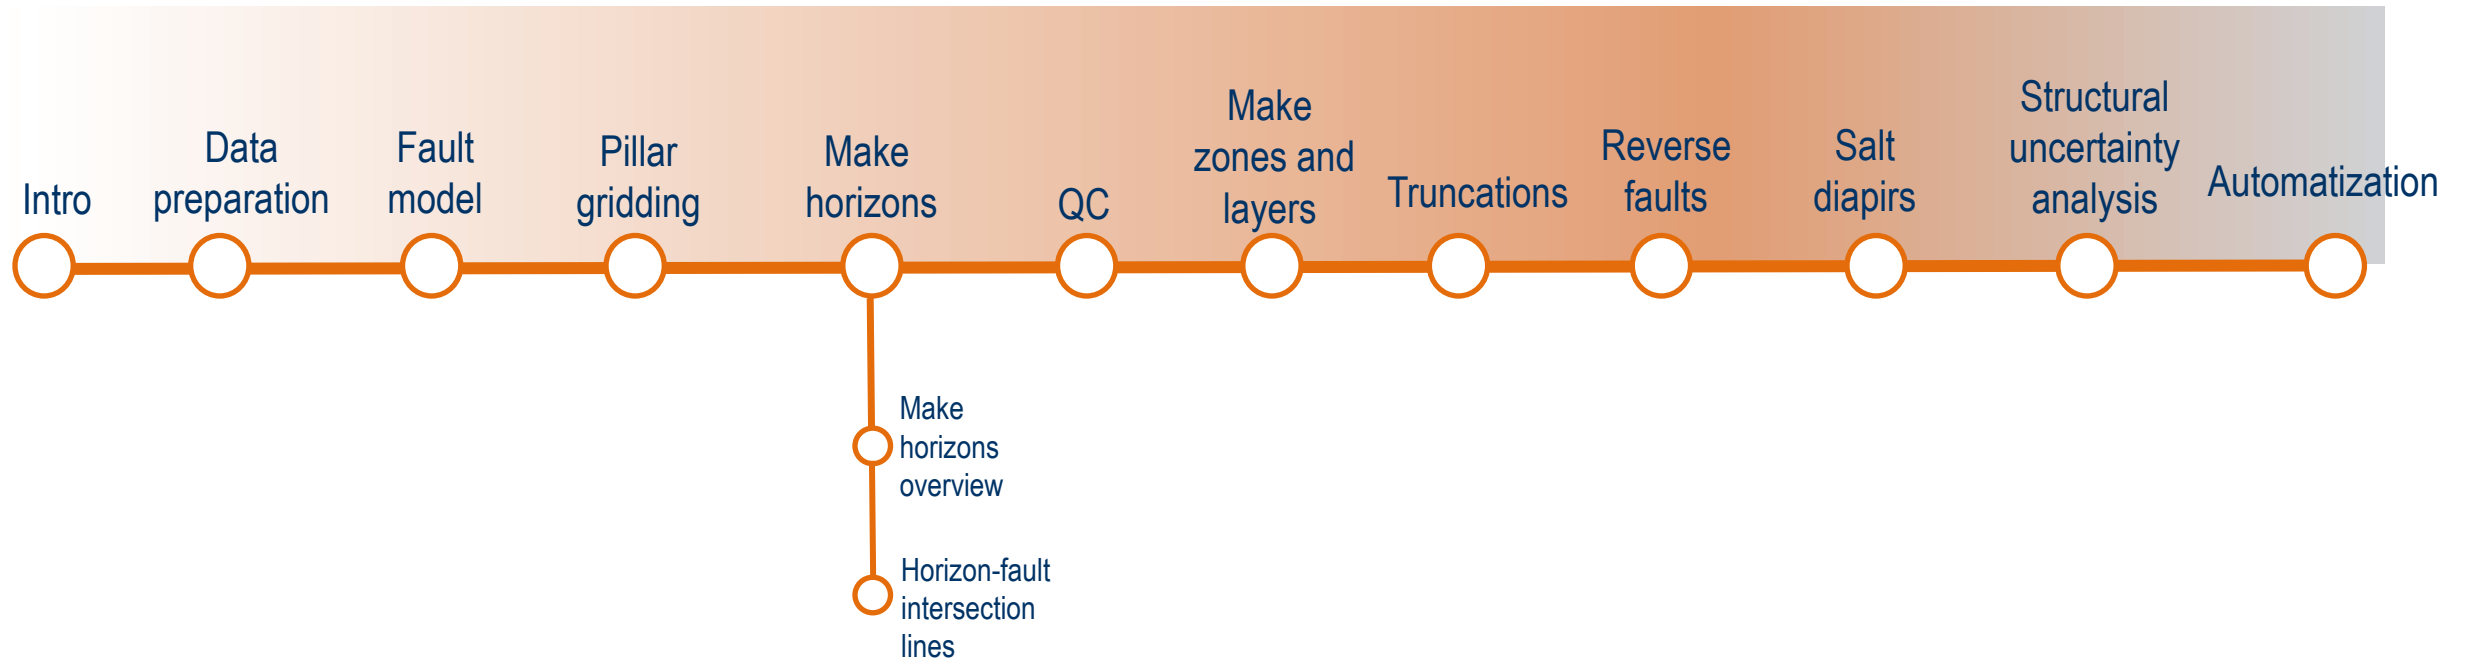 Intro
Data
preparation
Fault
model
Pillar
gridding
Make
horizons
QC
Make
zones and
layers
Truncations
Reverse
faults
Salt
diapirs
Structural
uncertainty
analysis
Automatization
Make
horizons
overview
Horizon-fault
intersection
lines